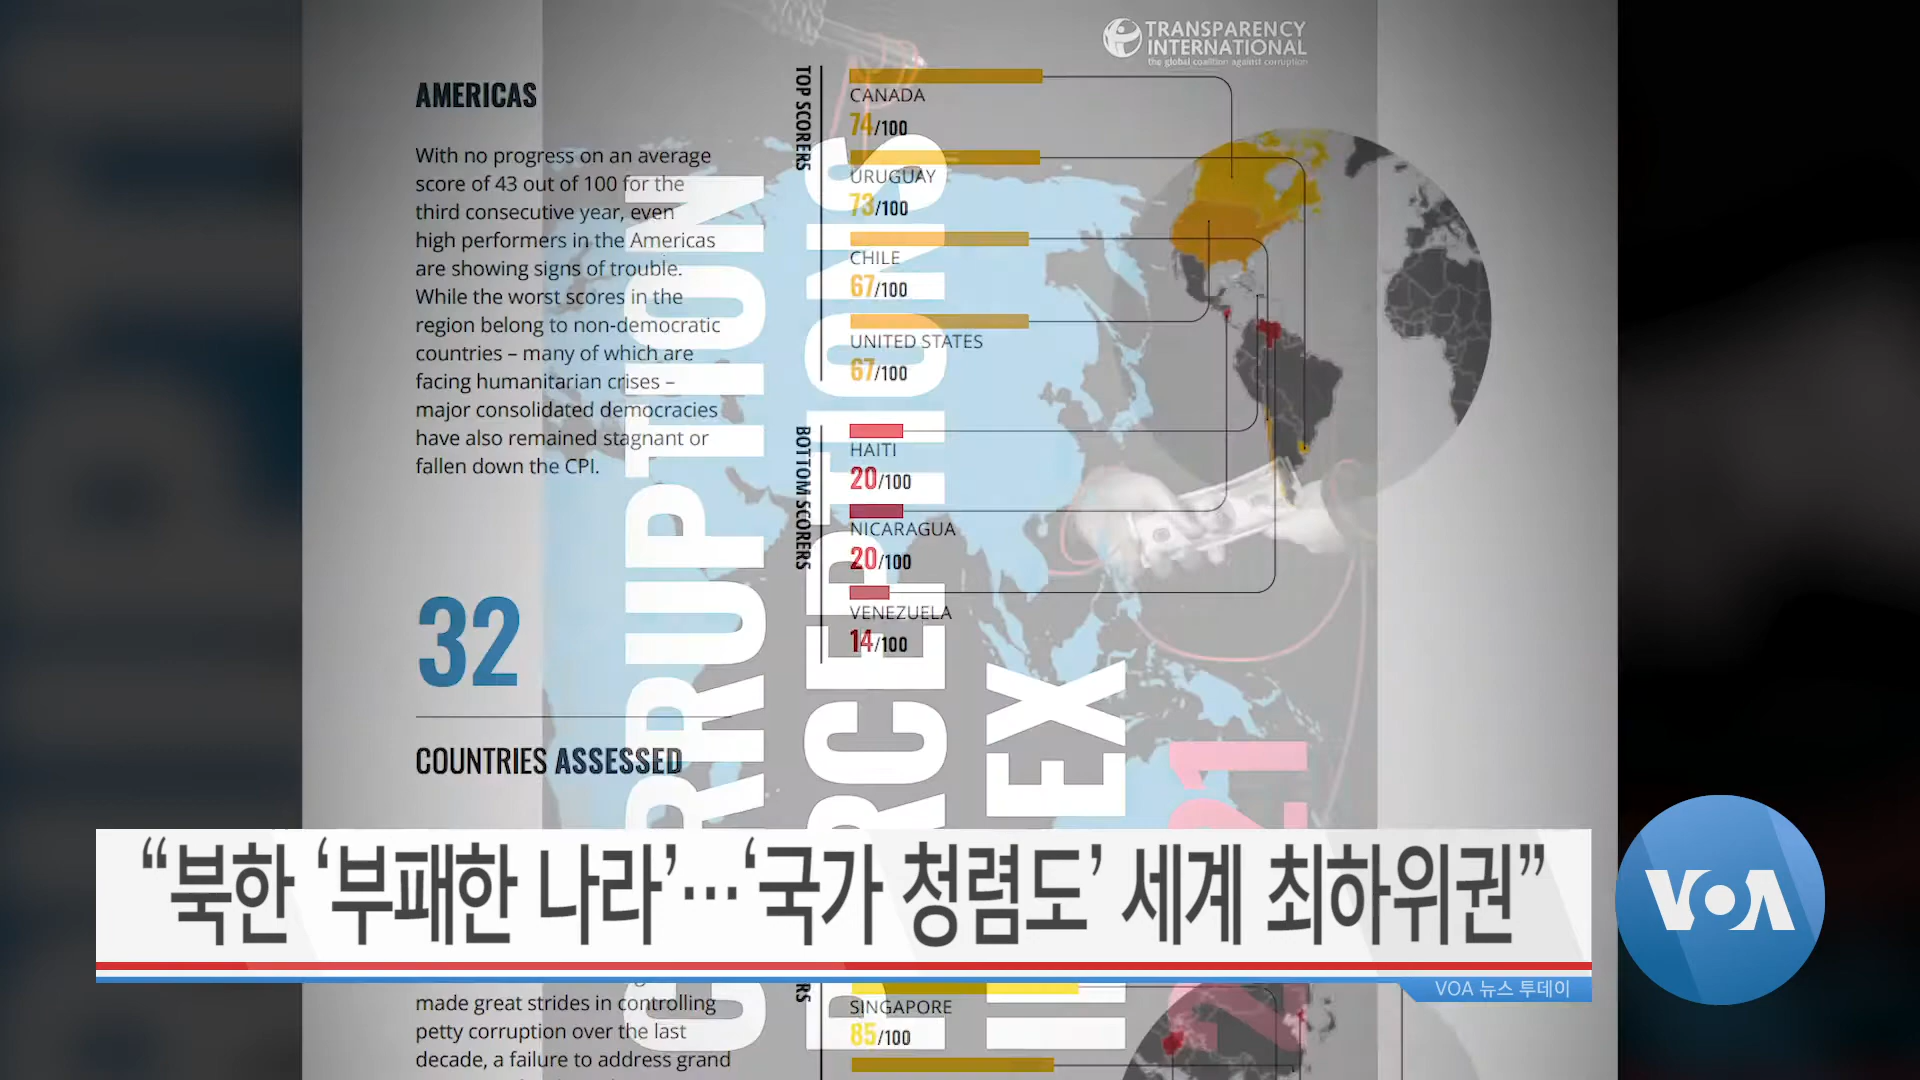 TRANSPARENCY
INTERNATIONAL
the global coalition against corruption
AMERICAS
With no progress on an average
score of 43 out of 100 for the
third consecutive year, even
high performers in the Americas
are showing signs of trouble.
While the worst scores in the
region belong to non-democratic
countries – many of which are
facing humanitarian crises –
major consolidated democracies
have also remained stagnant or
fallen down the CPI.
32
COUNTRIES ASSESSED
TOP SCORERS
CANADA
74/100
URUGUAY
73/100
CHILE
67/100
UNITED STATES
67/100
BOTTOM SCORERS
HAITI
20/100
NICARAGUA
20/100
VENEZUELA
14/100
CORRUPTION
PERCEPTIONS
“북한 ‘부패한 나라’…‘국가 청렴도’ 세계 최하위권”
VOA
VOA 뉴스 투데이
made great strides in controlling
petty corruption over the last
decade, a failure to address grand
SINGAPORE
85/100